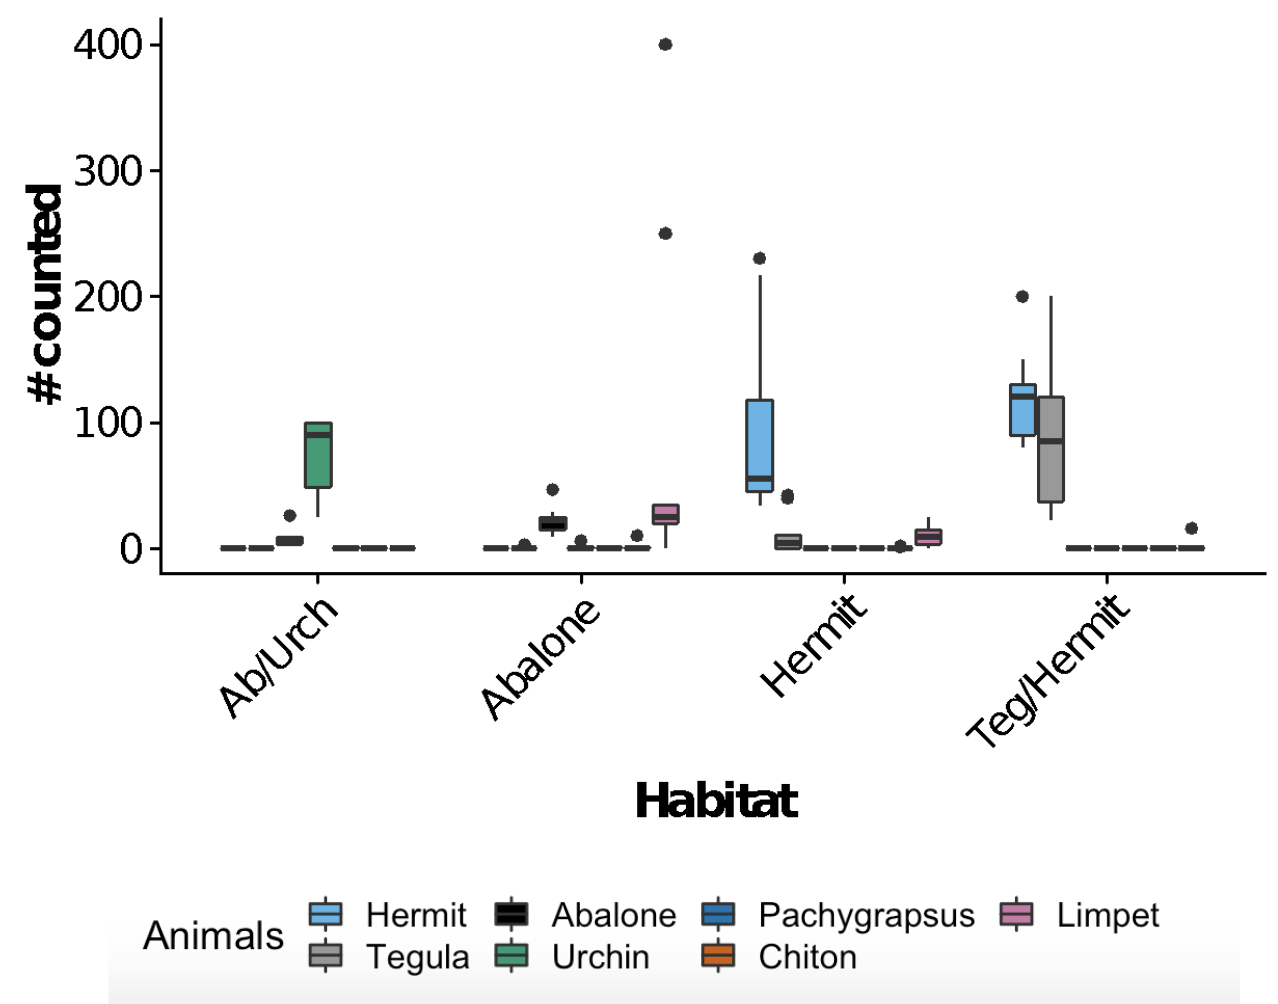 400
300
200
100
0
# counted
Ab/Urch
Abalone
Hermit
Teg/Hermit
Habitat
Animals
Hermit
Abalone
Pachygrapsus
Limpet
Tegula
Urchin
Chiton